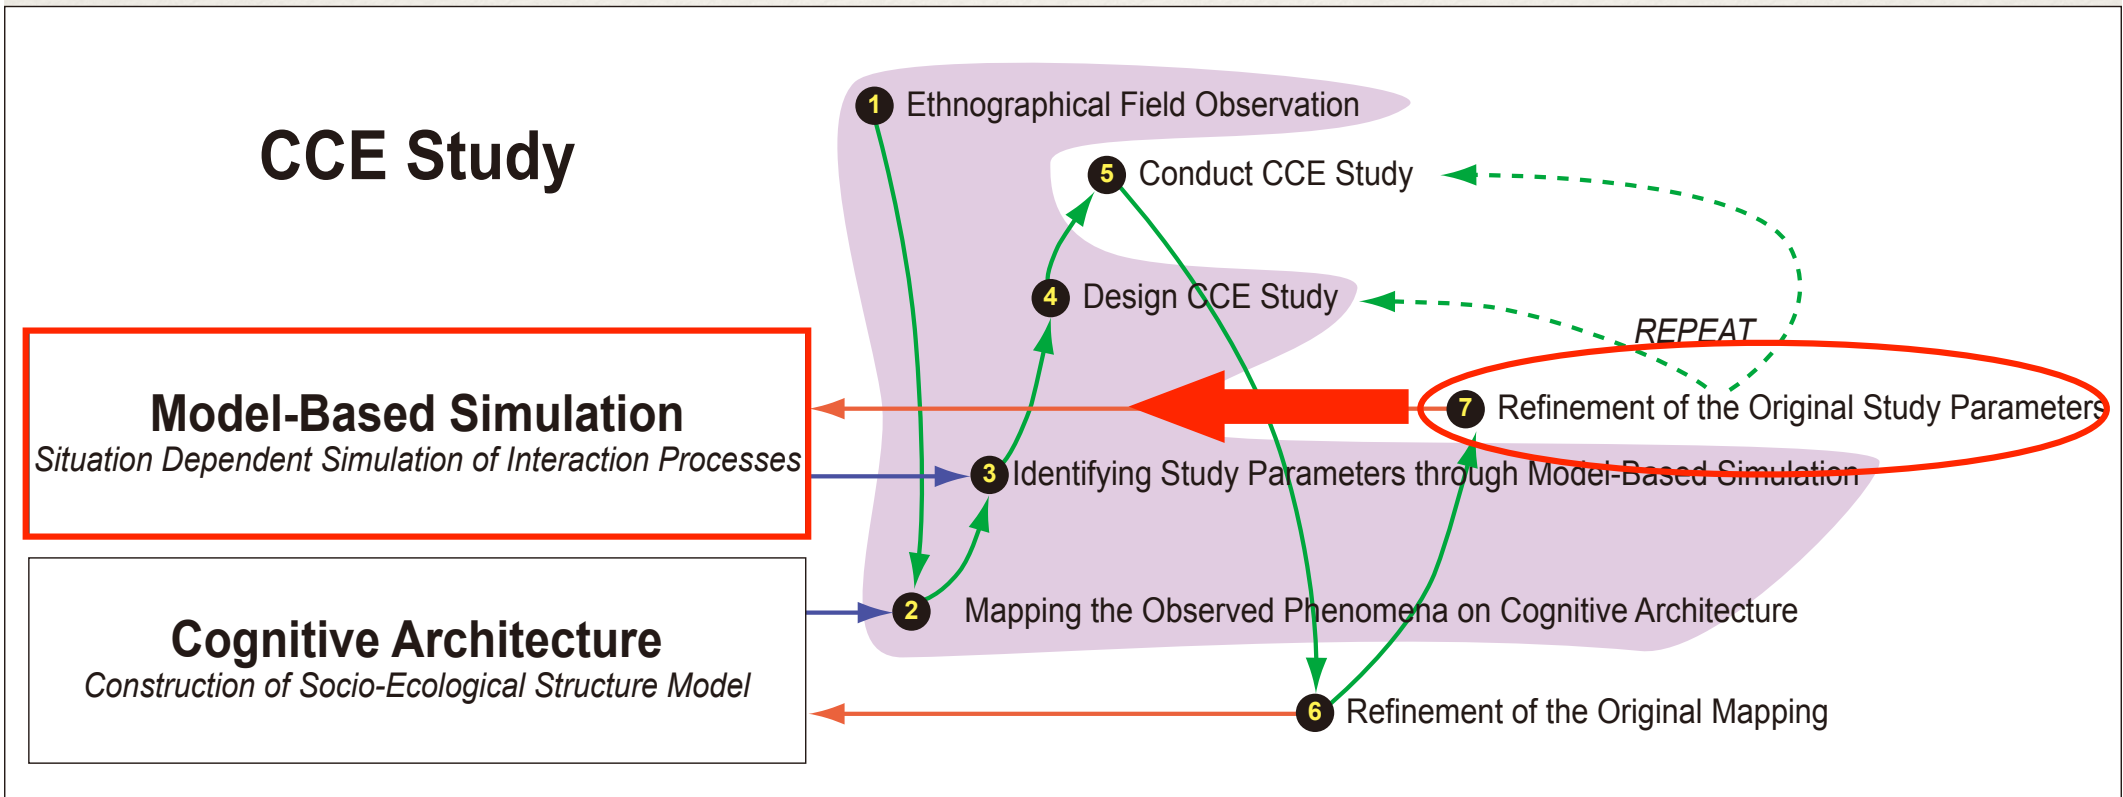 CCE Study
1 Ethnographical Field Observation
5 Conduct CCE Study
4 Design CCE Study
REPEAT
Model-Based Simulation
Situation Dependent Simulation of Interaction Processes
7 Refinement of the Original Study Parameters
3 Identifying Study Parameters through Model-Based Simulation
2 Mapping the Observed Phenomena on Cognitive Architecture
Cognitive Architecture
Construction of Socio-Ecological Structure Model
6 Refinement of the Original Mapping